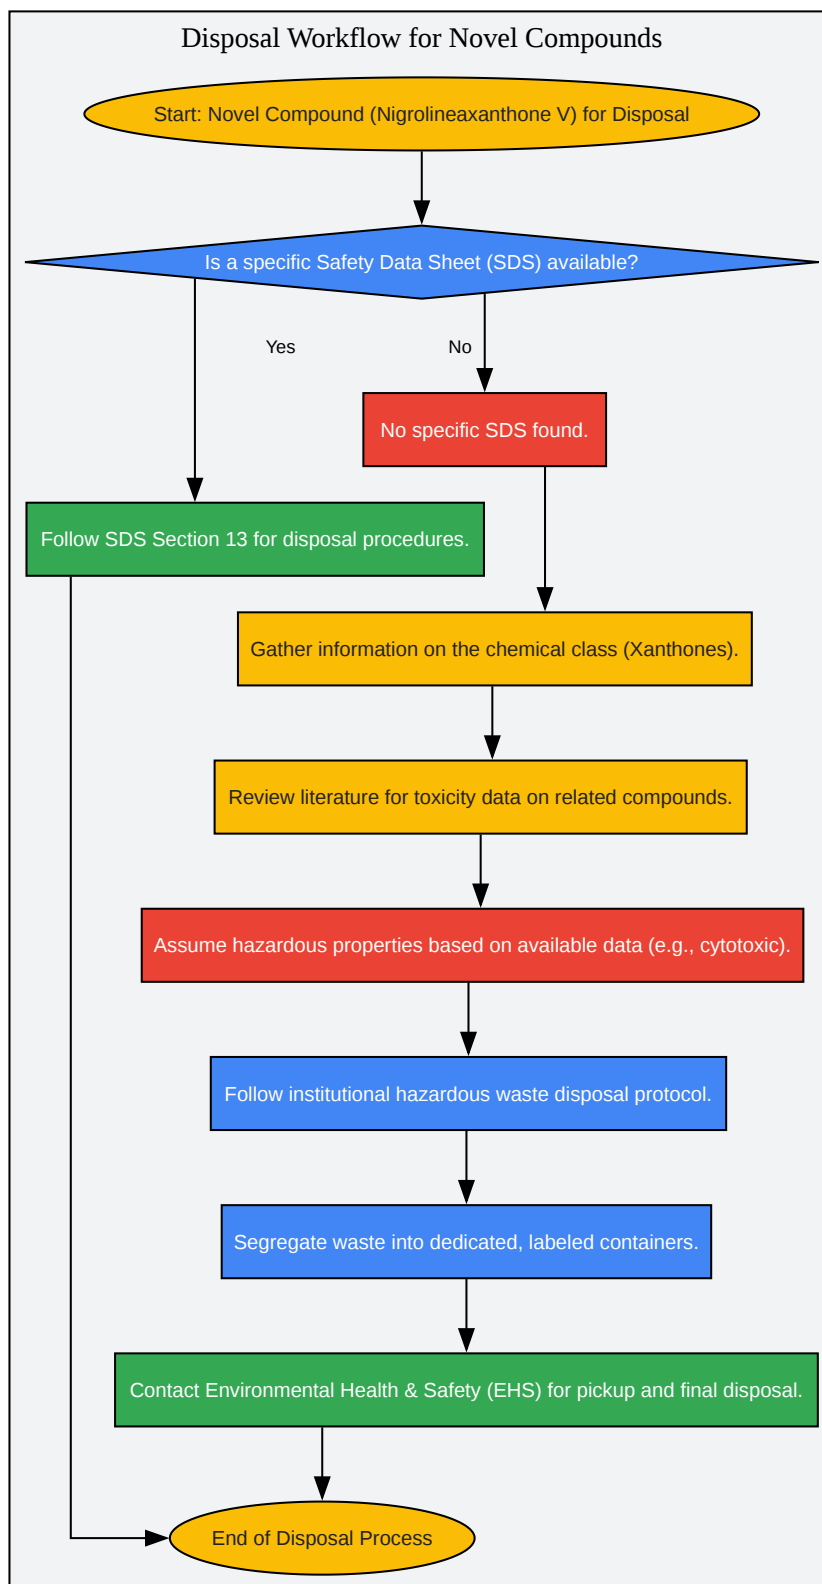 Disposal Workflow for Novel Compounds
Start: Novel Compound (Nigrolineaxanthone V) for Disposal
Is a specific Safety Data Sheet (SDS) available?
Yes
No
No specific SDS found.
Follow SDS Section 13 for disposal procedures.
Gather information on the chemical class (Xanthones).
Review literature for toxicity data on related compounds.
Assume hazardous properties based on available data (e.g., cytotoxic).
Follow institutional hazardous waste disposal protocol.
Segregate waste into dedicated, labeled containers.
Contact Environmental Health & Safety (EHS) for pickup and final disposal.
End of Disposal Process